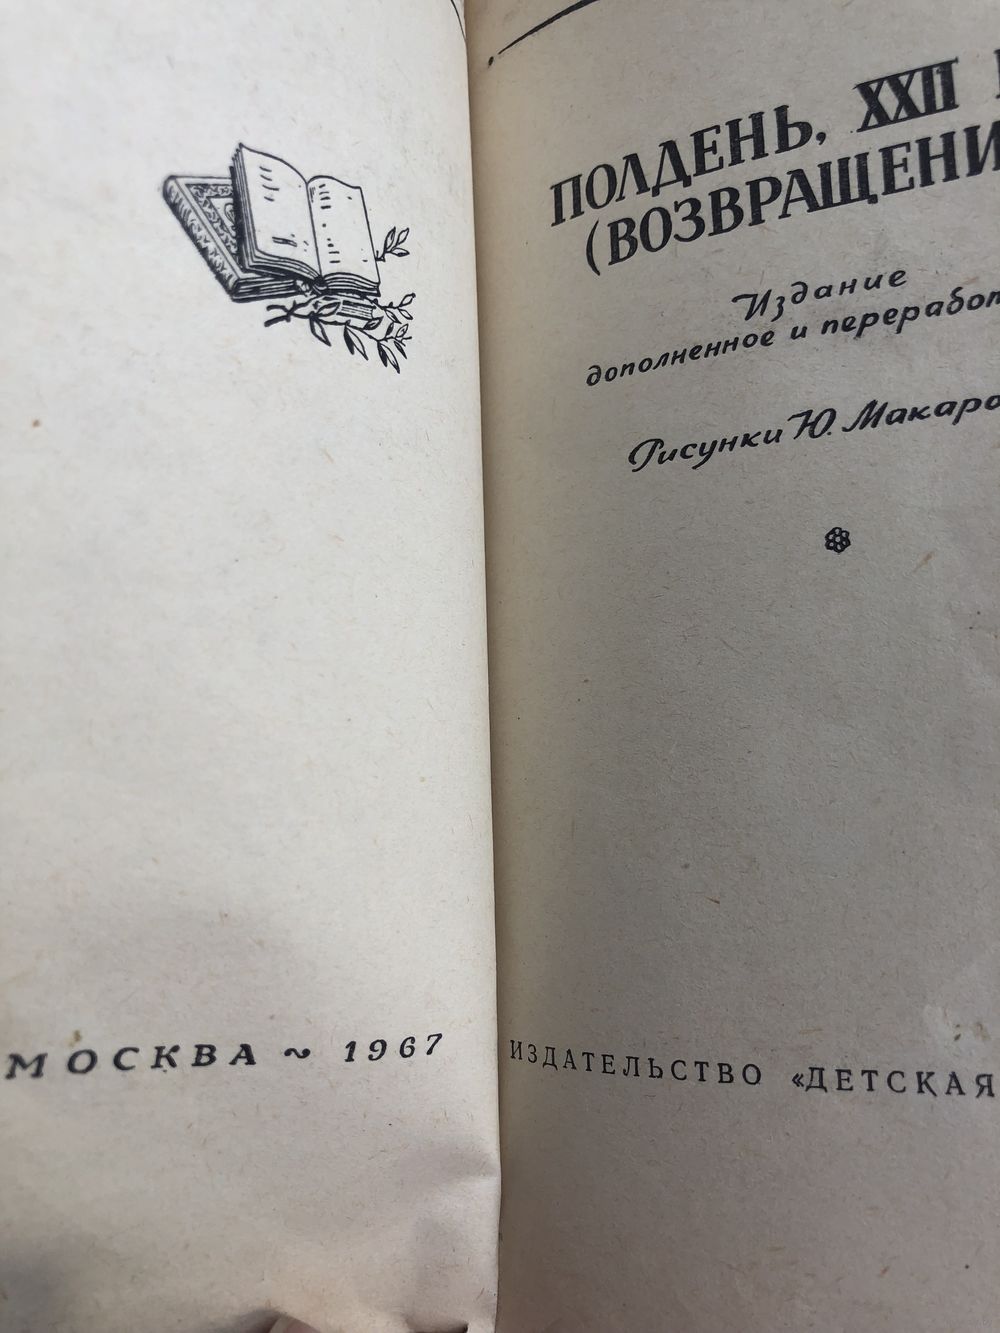 МОСКВА ~ 1967
ПОЛДЕНЬ, XXII
(ВОЗВРАЩЕНИ
Издание
дополненное и переработ
Рисунки Ю. Макаро
ИЗДАТЕЛЬСТВО «ДЕТСКАЯ